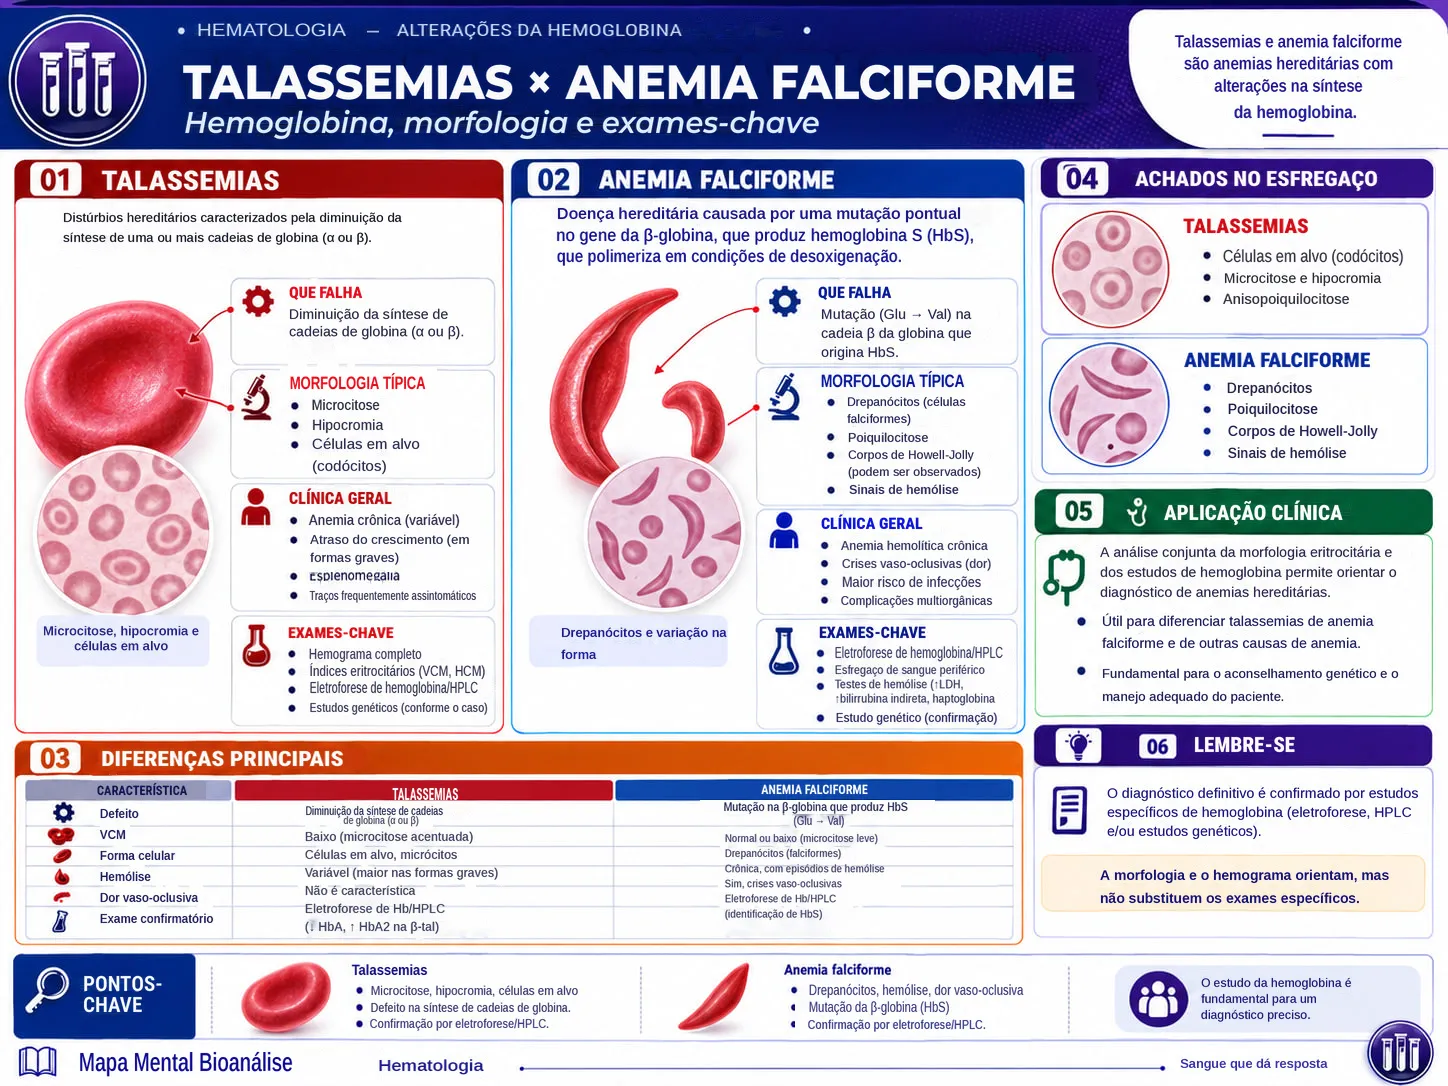 • HEMATOLOGIA — ALTERAÇÕES DA HEMOGLOBINA •
TALASSEMIAS × ANEMIA FALCIFORME
Hemoglobina, morfologia e exames-chave
Talassemias e anemia falciforme
são anemias hereditárias com
alterações na síntese
da hemoglobina.
01 TALASSEMIAS
Distúrbios hereditários caracterizados pela diminuição da
síntese de uma ou mais cadeias de globina (α ou β).
QUE FALHA
Diminuição da síntese de
cadeias de globina (α ou β).
MORFOLOGIA TÍPICA
• Microcitose
• Hipocromia
• Células em alvo
(codócitos)
CLÍNICA GERAL
• Anemia crônica (variável)
• Atraso do crescimento (em
formas graves)
• Esplenomegalia
• Traços frequentemente assintomáticos
EXAMES-CHAVE
• Hemograma completo
• Índices eritrocitários (VCM, HCM)
• Eletroforese de hemoglobina/HPLC
• Estudos genéticos (conforme o caso)
Microcitose, hipocromia e
células em alvo
02 ANEMIA FALCIFORME
Doença hereditária causada por uma mutação pontual
no gene da β-globina, que produz hemoglobina S (HbS),
que polimeriza em condições de desoxigenação.
QUE FALHA
Mutação (Glu → Val) na
cadeia β da globina que
origina HbS.
MORFOLOGIA TÍPICA
• Drepanócitos (células
falciformes)
• Poiquilocitose
• Corpos de Howell-Jolly
(podem ser observados)
• Sinais de hemólise
CLÍNICA GERAL
• Anemia hemolítica crônica
• Crises vaso-oclusivas (dor)
• Maior risco de infecções
• Complicações multiorgânicas
EXAMES-CHAVE
• Eletroforese de hemoglobina/HPLC
• Esfregaço de sangue periférico
• Testes de hemólise (↑LDH,
↑bilirrubina indireta, haptoglobina
• Estudo genético (confirmação)
Drepanócitos e variação na
forma
04 ACHADOS NO ESFREGAÇO
TALASSEMIAS
• Células em alvo (codócitos)
• Microcitose e hipocromia
• Anisopoiquilocitose
ANEMIA FALCIFORME
• Drepanócitos
• Poiquilocitose
• Corpos de Howell-Jolly
• Sinais de hemólise
05 APLICAÇÃO CLÍNICA
A análise conjunta da morfologia eritrocitária e
dos estudos de hemoglobina permite orientar o
diagnóstico de anemias hereditárias.
• Útil para diferenciar talassemias de anemia
falciforme e de outras causas de anemia.
• Fundamental para o aconselhamento genético e o
manejo adequado do paciente.
06 LEMBRE-SE
O diagnóstico definitivo é confirmado por estudos
específicos de hemoglobina (eletroforese, HPLC
e/ou estudos genéticos).
A morfologia e o hemograma orientam, mas
não substituem os exames específicos.
03 DIFERENÇAS PRINCIPAIS
CARACTERÍSTICA TALASSEMIAS ANEMIA FALCIFORME
Defeito Diminuição da síntese de cadeias de globina (α ou β) Mutação na β-globina que produz HbS (Glu → Val)
VCM Baixo (microcitose acentuada) Normal ou baixo (microcitose leve)
Forma celular Células em alvo, micrócitos Drepanócitos (falciformes)
Hemólise Variável (maior nas formas graves) Crônica, com episódios de hemólise
Dor vaso-oclusiva Não é característica Sim, crises vaso-oclusivas
Exame confirmatório Eletroforese de Hb/HPLC Eletroforese de Hb/HPLC
( HbA, ↑ HbA2 na β-tal) (identificação de HbS)
PONTOS-
CHAVE
Talassemias
• Microcitose, hipocromia, células em alvo
• Defeito na síntese de cadeias de globina.
• Confirmação por eletroforese/HPLC.
Anemia falciforme
• Drepanócitos, hemólise, dor vaso-oclusiva
• Mutação da β-globina (HbS)
• Confirmação por eletroforese/HPLC.
O estudo da hemoglobina é
fundamental para um
diagnóstico preciso.
Mapa Mental Bioanálise
Hematologia
Sangue que dá resposta